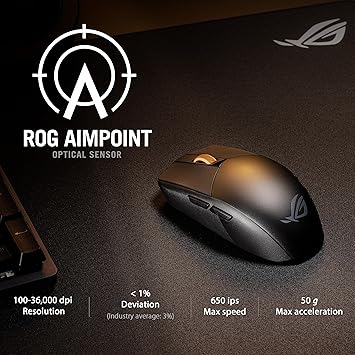 ROG AIMPOINT
OPTICAL SENSOR
100-36,000 dpi
Resolution
< 1%
Deviation
(Industry average: 3%)
650 ips
Max speed
50 g
Max acceleration